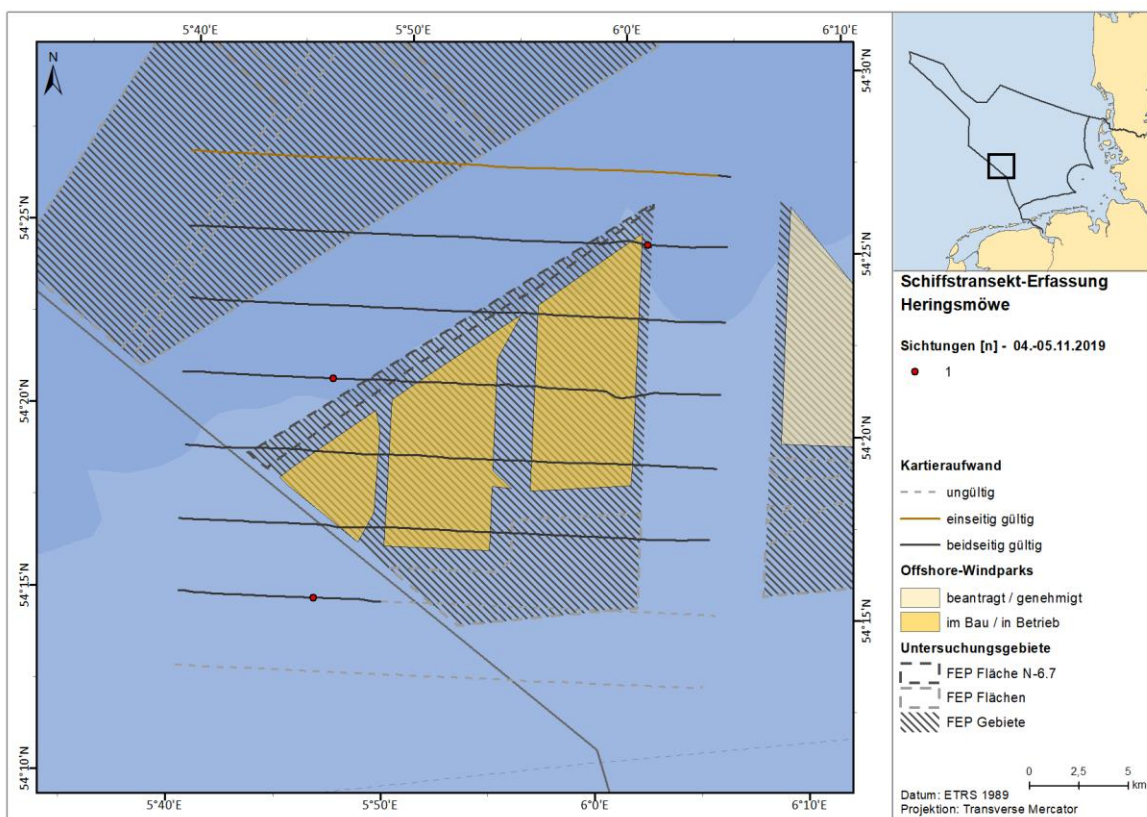 5°40'E
5°50'E
6°0'E
6°10'E
N
54°30'N
54°25'N
54°25'N
54°20'N
54°20'N
54°15'N
54°15'N
54°10'N
5°40'E
5°50'E
6°0'E
6°10'E
Schiffstransekt-Erfassung
Heringsmöwe
Sichtungen [n] - 04.-05.11.2019
1
Kartieraufwand
ungültig
einseitig gültig
beidseitig gültig
Offshore-Windparks
beantragt / genehmigt
im Bau / in Betrieb
Untersuchungsgebiete
FEP Fläche N-6.7
FEP Flächen
FEP Gebiete
0 2,5 5
km
Datum: ETRS 1989
Projektion: Transverse Mercator